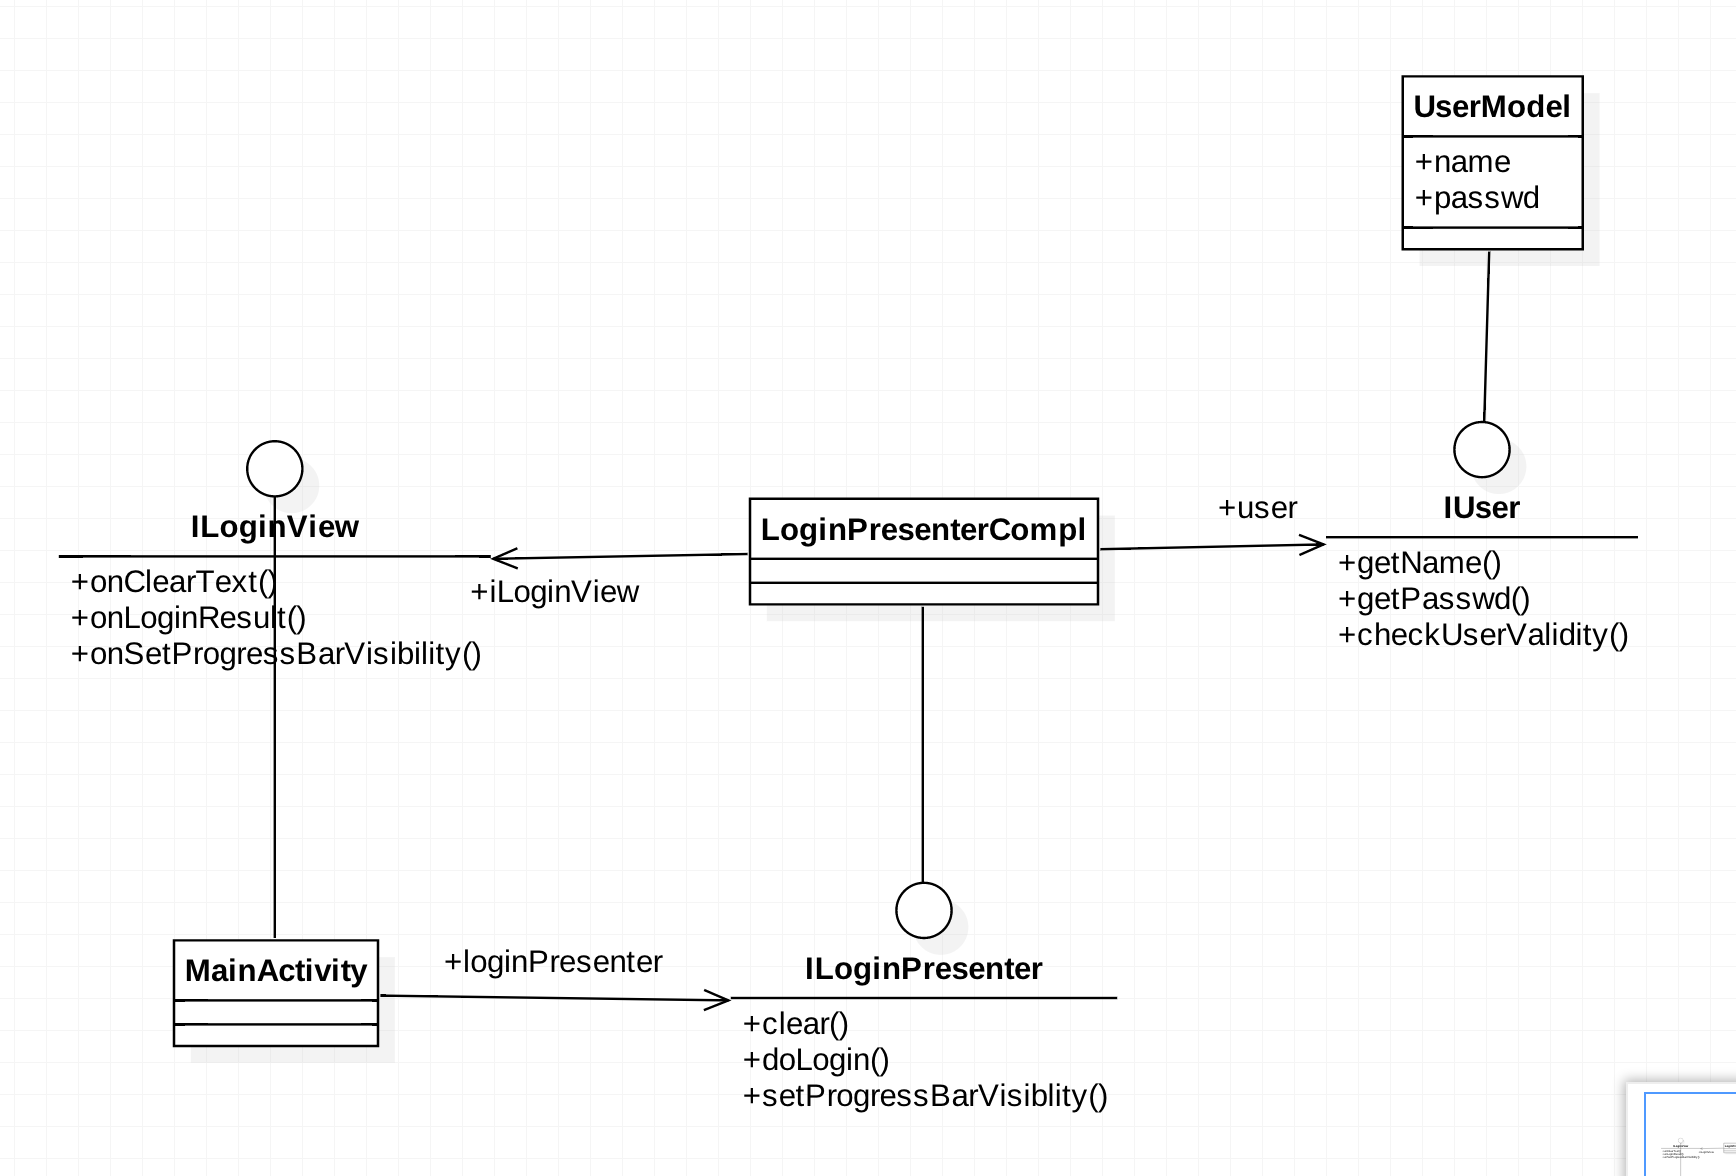 UserModel
+name
+passwd
ILoginView
+onClearText()
+onLoginResult()
+onSetProgressBarVisibility()
+iLoginView
LoginPresenterCompl
+user
IUser
+getName()
+getPasswd()
+checkUserValidity()
MainActivity
+loginPresenter
ILoginPresenter
+clear()
+doLogin()
+setProgressBarVisiblity()